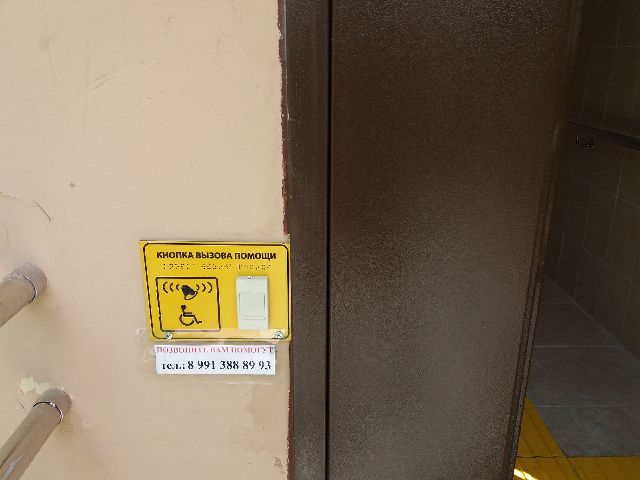 КНОПКА ВЫЗОВА ПОМОЩИ
ПОЗВОНИТЕ ВАМ ПОМОГУТ
тел.: 8 991 388 89 93